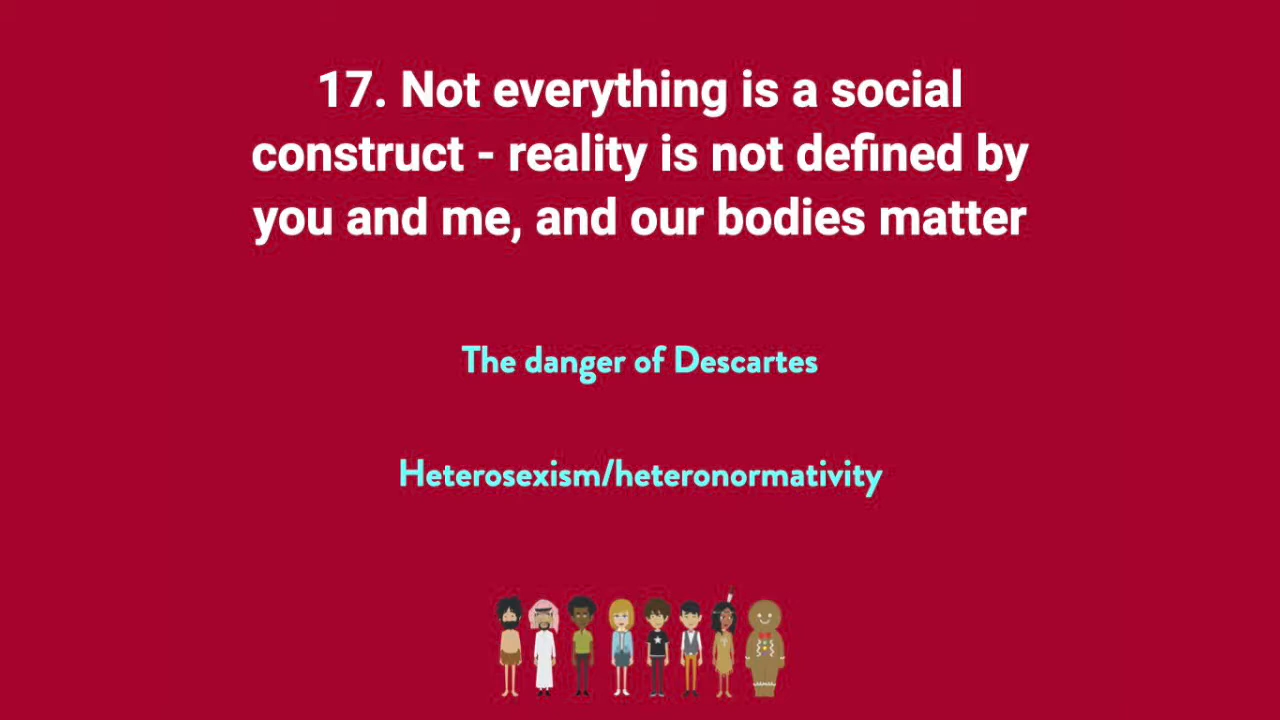 17. Not everything is a social
construct - reality is not defined by
you and me, and our bodies matter
The danger of Descartes
Heterosexism/heteronormativity